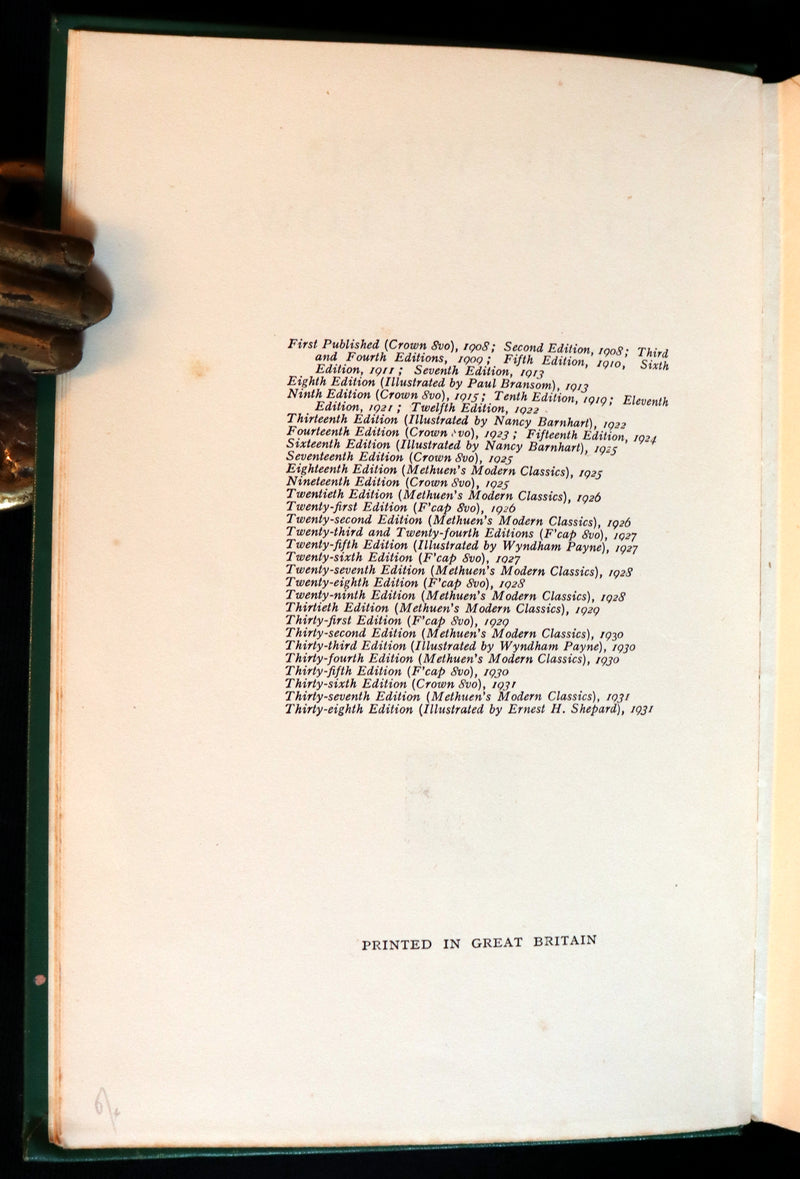 First Published (Crown 8vo), 1908; Second Edition, 1908; Third
and Fourth Editions, 1909; Fifth Edition, 1910, Sixth
Edition, 1911; Seventh Edition, 1913
Eighth Edition (Illustrated by Paul Bransom), 1913
Ninth Edition (Crown 8vo), 1915; Tenth Edition, 1919; Eleventh
Edition, 1921; Twelfth Edition, 1922
Thirteenth Edition (Illustrated by Nancy Barnhart), 1922
Fourteenth Edition (Crown vo), 1923; Fifteenth Edition, 1924
Sixteenth Edition (Illustrated by Nancy Barnhart), 1925
Seventeenth Edition (Crown 8vo), 1925
Eighteenth Edition (Methuen's Modern Classics), 1925
Nineteenth Edition (Crown 8vo), 1925
Twentieth Edition (Methuen's Modern Classics), 1926
Twenty-first Edition (F'cap 8vo), 1926
Twenty-second Edition (Methuen's Modern Classics), 1926
Twenty-third and Twenty-fourth Editions (F'cap 8vo), 1927
Twenty-fifth Edition (Illustrated by Wyndham Payne), 1927
Twenty-sixth Edition (F'cap 8vo), 1927
Twenty-seventh Edition (Methuen's Modern Classics), 1928
Twenty-eighth Edition (F'cap 8vo), 1928
Twenty-ninth Edition (Methuen's Modern Classics), 1928
Thirtieth Edition (Methuen's Modern Classics), 1929
Thirty-first Edition (F'cap 8vo), 1929
Thirty-second Edition (Methuen's Modern Classics), 1930
Thirty-third Edition (Illustrated by Wyndham Payne), 1930
Thirty-fourth Edition (Methuen's Modern Classics), 1930
Thirty-fifth Edition (F'cap 8vo), 1930
Thirty-sixth Edition (Crown 8vo), 1931
Thirty-seventh Edition (Methuen's Modern Classics), 1931
Thirty-eighth Edition (Illustrated by Ernest H. Shepard), 1931
PRINTED IN GREAT BRITAIN